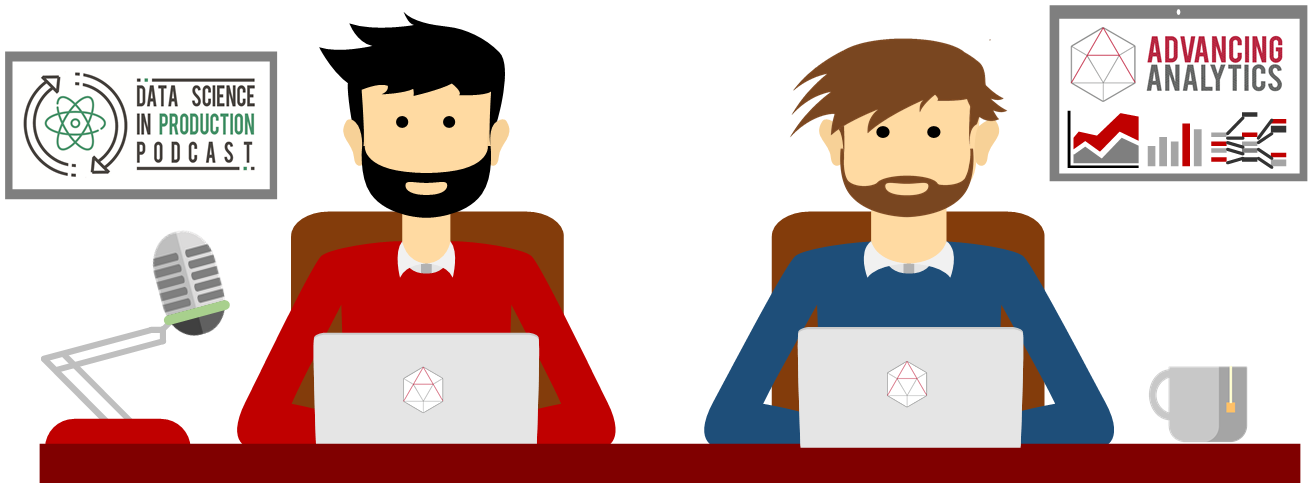 DATA SCIENCE
IN PRODUCTION
PODCAST
ADVANCING
ANALYTICS